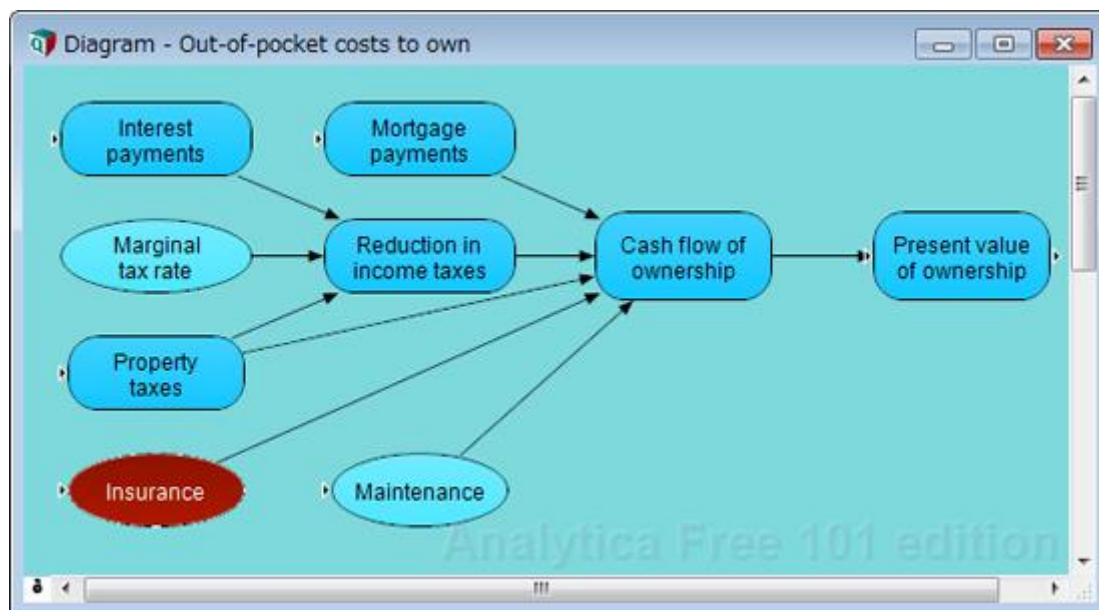 Diagram - Out-of-pocket costs to own
Interest
payments
Mortgage
payments
Marginal
tax rate
Reduction in
income taxes
Cash flow of
ownership
Present value
of ownership
Property
taxes
Insurance
Maintenance
Analytica Free 101 edition